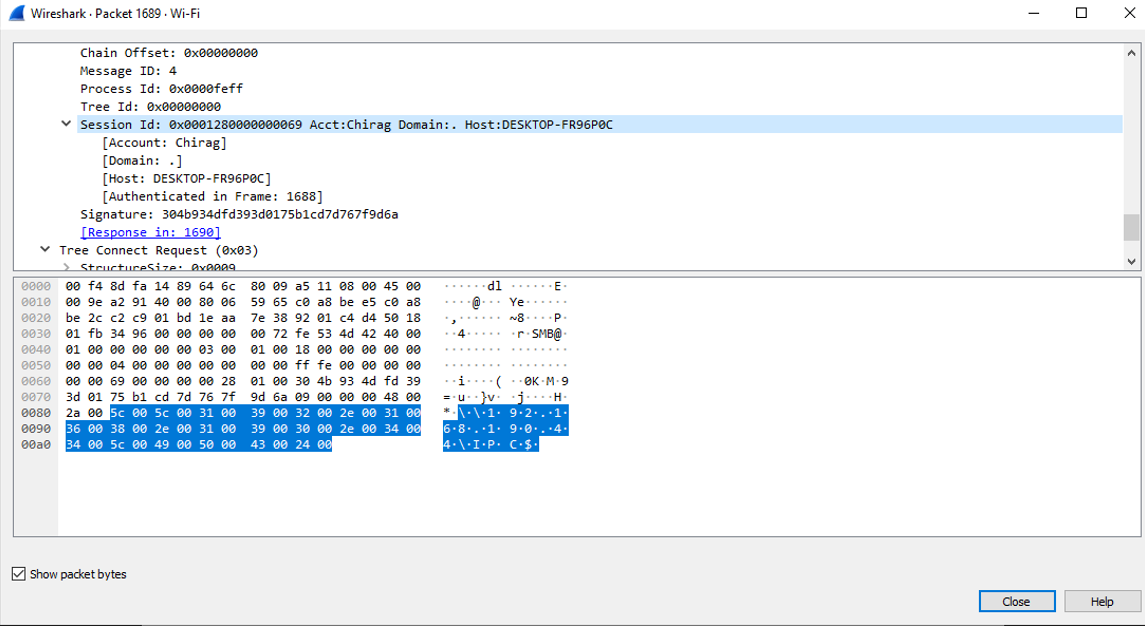 Wireshark · Packet 1689 · Wi-Fi
Chain Offset: 0x00000000
Message ID: 4
Process Id: 0x0000feff
Tree Id: 0x00000000
Session Id: 0x0001280000000069 Acct:Chirag Domain:. Host:DESKTOP-FR96P0C
[Account: Chirag]
[Domain: .]
[Host: DESKTOP-FR96P0C]
[Authenticated in Frame: 1688]
Signature: 304b934dfd393d0175b1cd7d767f9d6a
[Response in: 1690]
Tree Connect Request (0x03)
StructureSize: 0x0009
0000 00 f4 8d fa 14 89 64 6c 80 09 a5 11 08 00 45 00 ······dl ······E·
0010 00 9e a2 91 40 00 80 06 59 65 c0 a8 be e5 c0 a8 ····@··· Ye······
0020 be 2c c2 c9 01 bd 1e aa 7e 38 92 01 c4 d4 50 18 ·,······ ~8····P·
0030 01 fb 34 96 00 00 00 00 00 72 fe 53 4d 42 40 00 ··4····· ·r·SMB@·
0040 01 00 00 00 00 00 03 00 01 00 18 00 00 00 00 00 ········ ········
0050 00 00 04 00 00 00 00 00 00 00 ff fe 00 00 00 00 ········ ········
0060 00 00 69 00 00 00 00 28 01 00 30 4b 93 4d fd 39 ··i····( ··0K·M·9
0070 3d 01 75 b1 cd 7d 76 7f 9d 6a 09 00 00 00 48 00 =·u··}v· ·j····H·
0080 2a 00 5c 00 5c 00 31 00 39 00 32 00 2e 00 31 00 *·\·\·1· 9·2·.·1·
0090 36 00 38 00 2e 00 31 00 39 00 30 00 2e 00 34 00 6·8·.·1· 9·0·.·4·
00a0 34 00 5c 00 49 00 50 00 43 00 24 00 4·\·I·P· C·$·
Show packet bytes
Close
Help